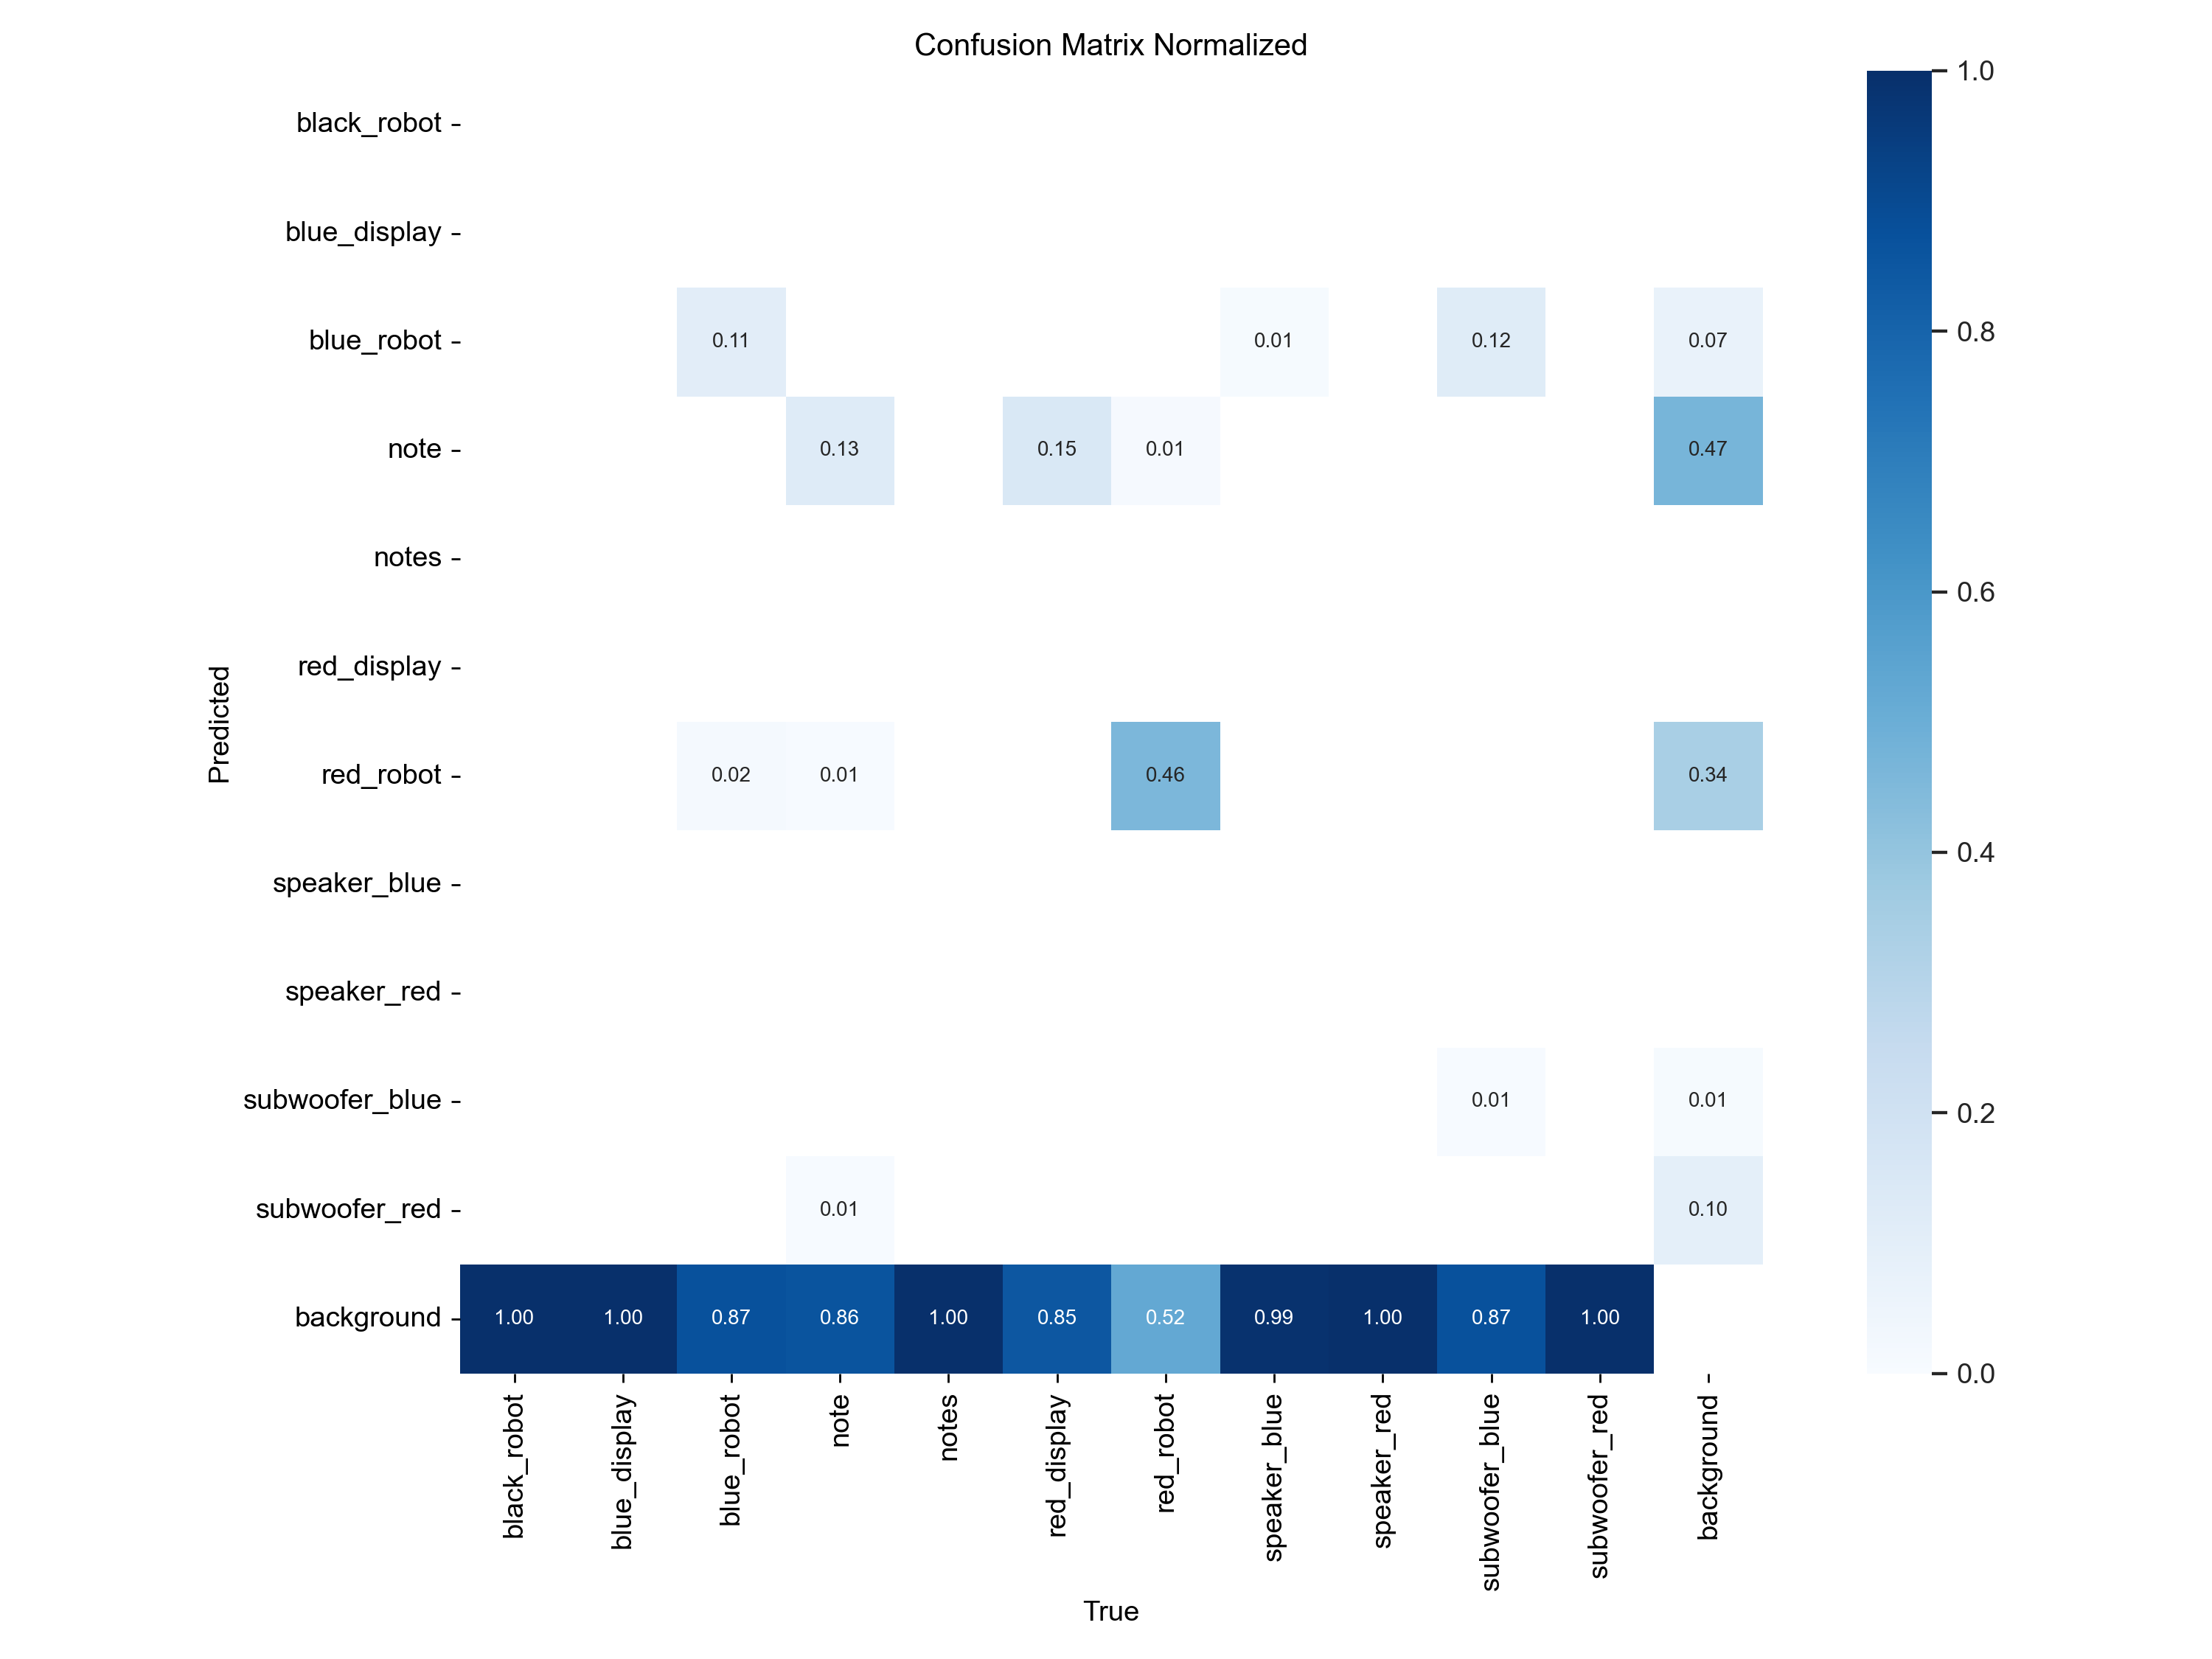 Confusion Matrix Normalized
1.0
black_robot
blue_display
0.8
blue_robot 0.11 0.01 0.12 0.07
note 0.13 0.15 0.01 0.47
notes
0.6
red_display
Predicted
red_robot 0.02 0.01 0.46 0.34
0.4
speaker_blue
speaker_red
subwoofer_blue 0.01 0.01
0.2
subwoofer_red 0.01 0.10
background 1.00 1.00 0.87 0.86 1.00 0.85 0.52 0.99 1.00 0.87 1.00
0.0
black_robot blue_display blue_robot note notes red_display red_robot speaker_blue speaker_red subwoofer_blue subwoofer_red background
True